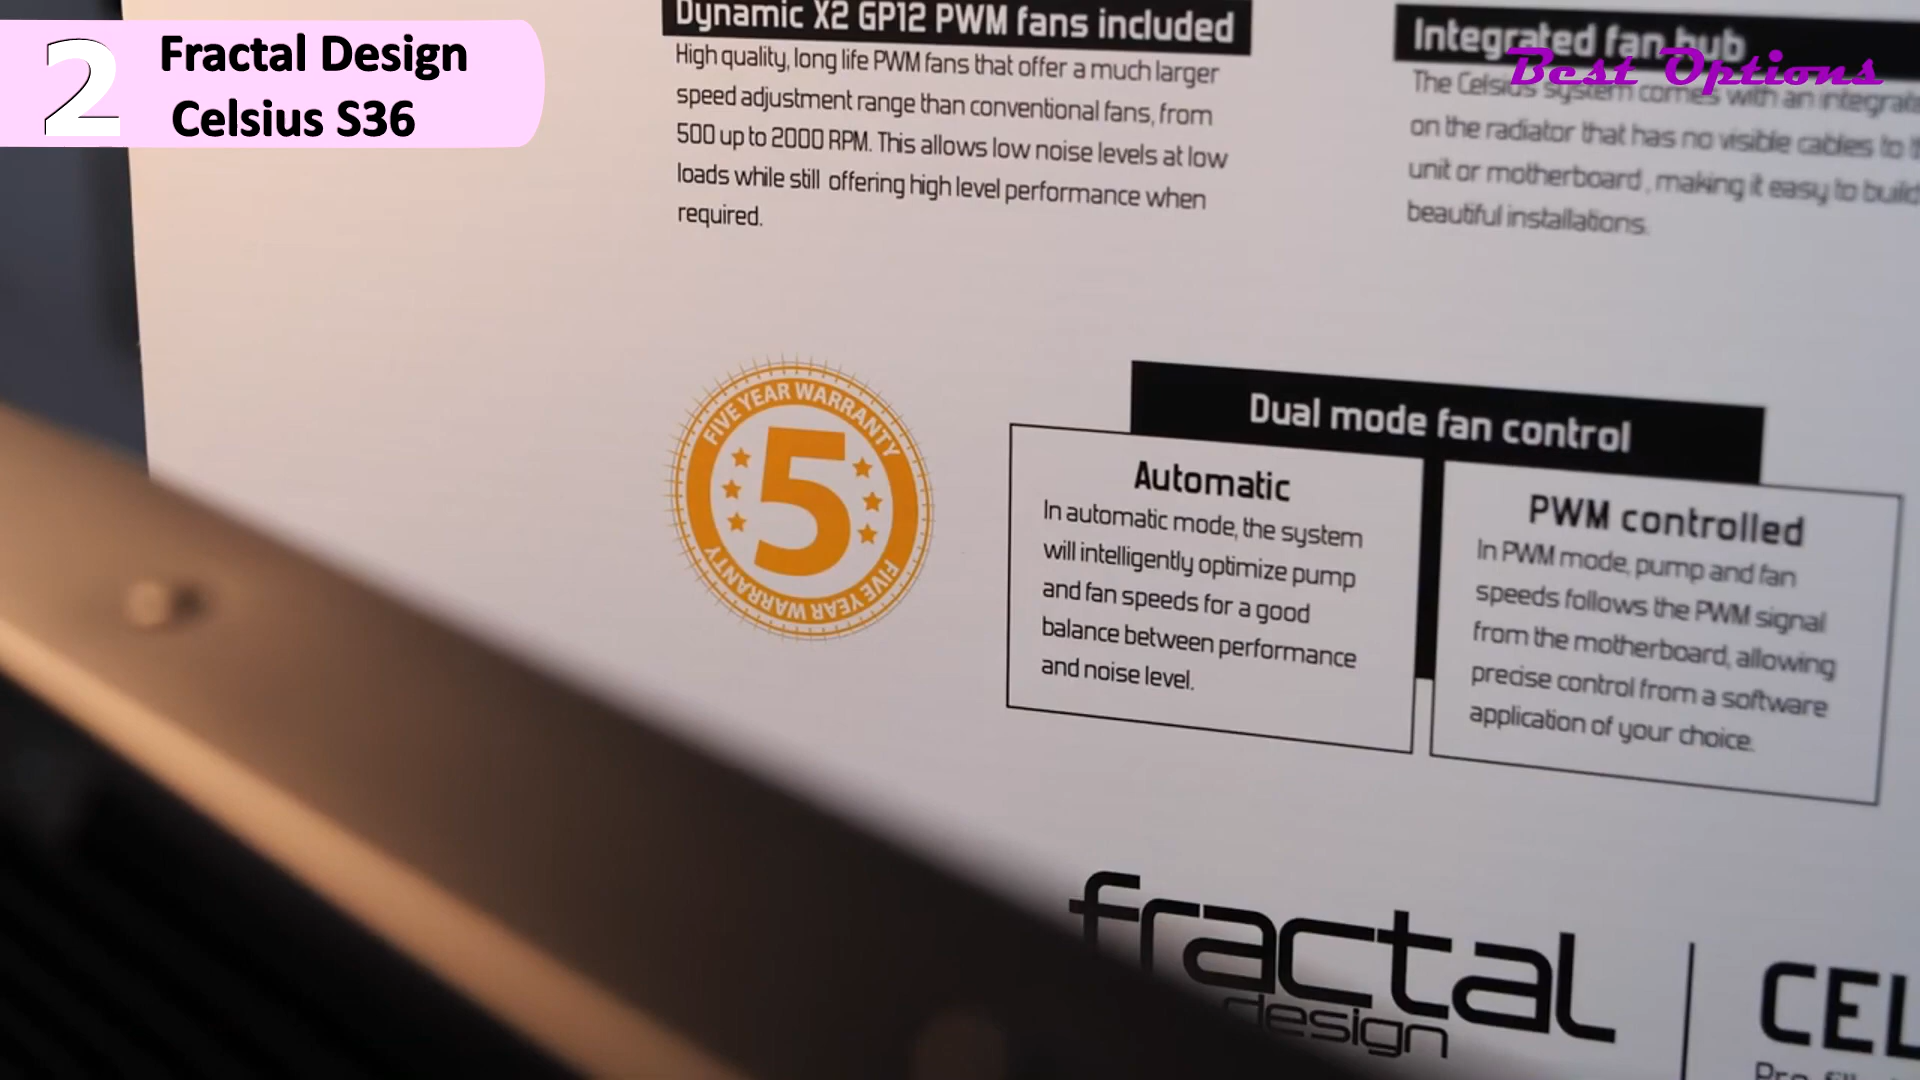 2
Fractal Design
Celsius S36
Best Options
Dynamic X2 GP12 PWM fans included
High quality, long life PWM fans that offer a much larger
speed adjustment range than conventional fans, from
500 up to 2000 RPM. This allows low noise levels at low
loads while still offering high level performance when
required.
Integrated fan hub
The Celsius system comes with an
on the radiator that has no visible cables to
unit or motherboard, making it easy to build
beautiful installations.
FIVE YEAR WARRANTY
5
FIVE YEAR WARRANTY
Dual mode fan control
Automatic
In automatic mode, the system
will intelligently optimize pump
and fan speeds for a good
balance between performance
and noise level.
PWM controlled
In PWM mode, pump and fan
speeds follows the PWM signal
from the motherboard, allowing
precise control from a software
application of your choice.
fractal
design
CEL